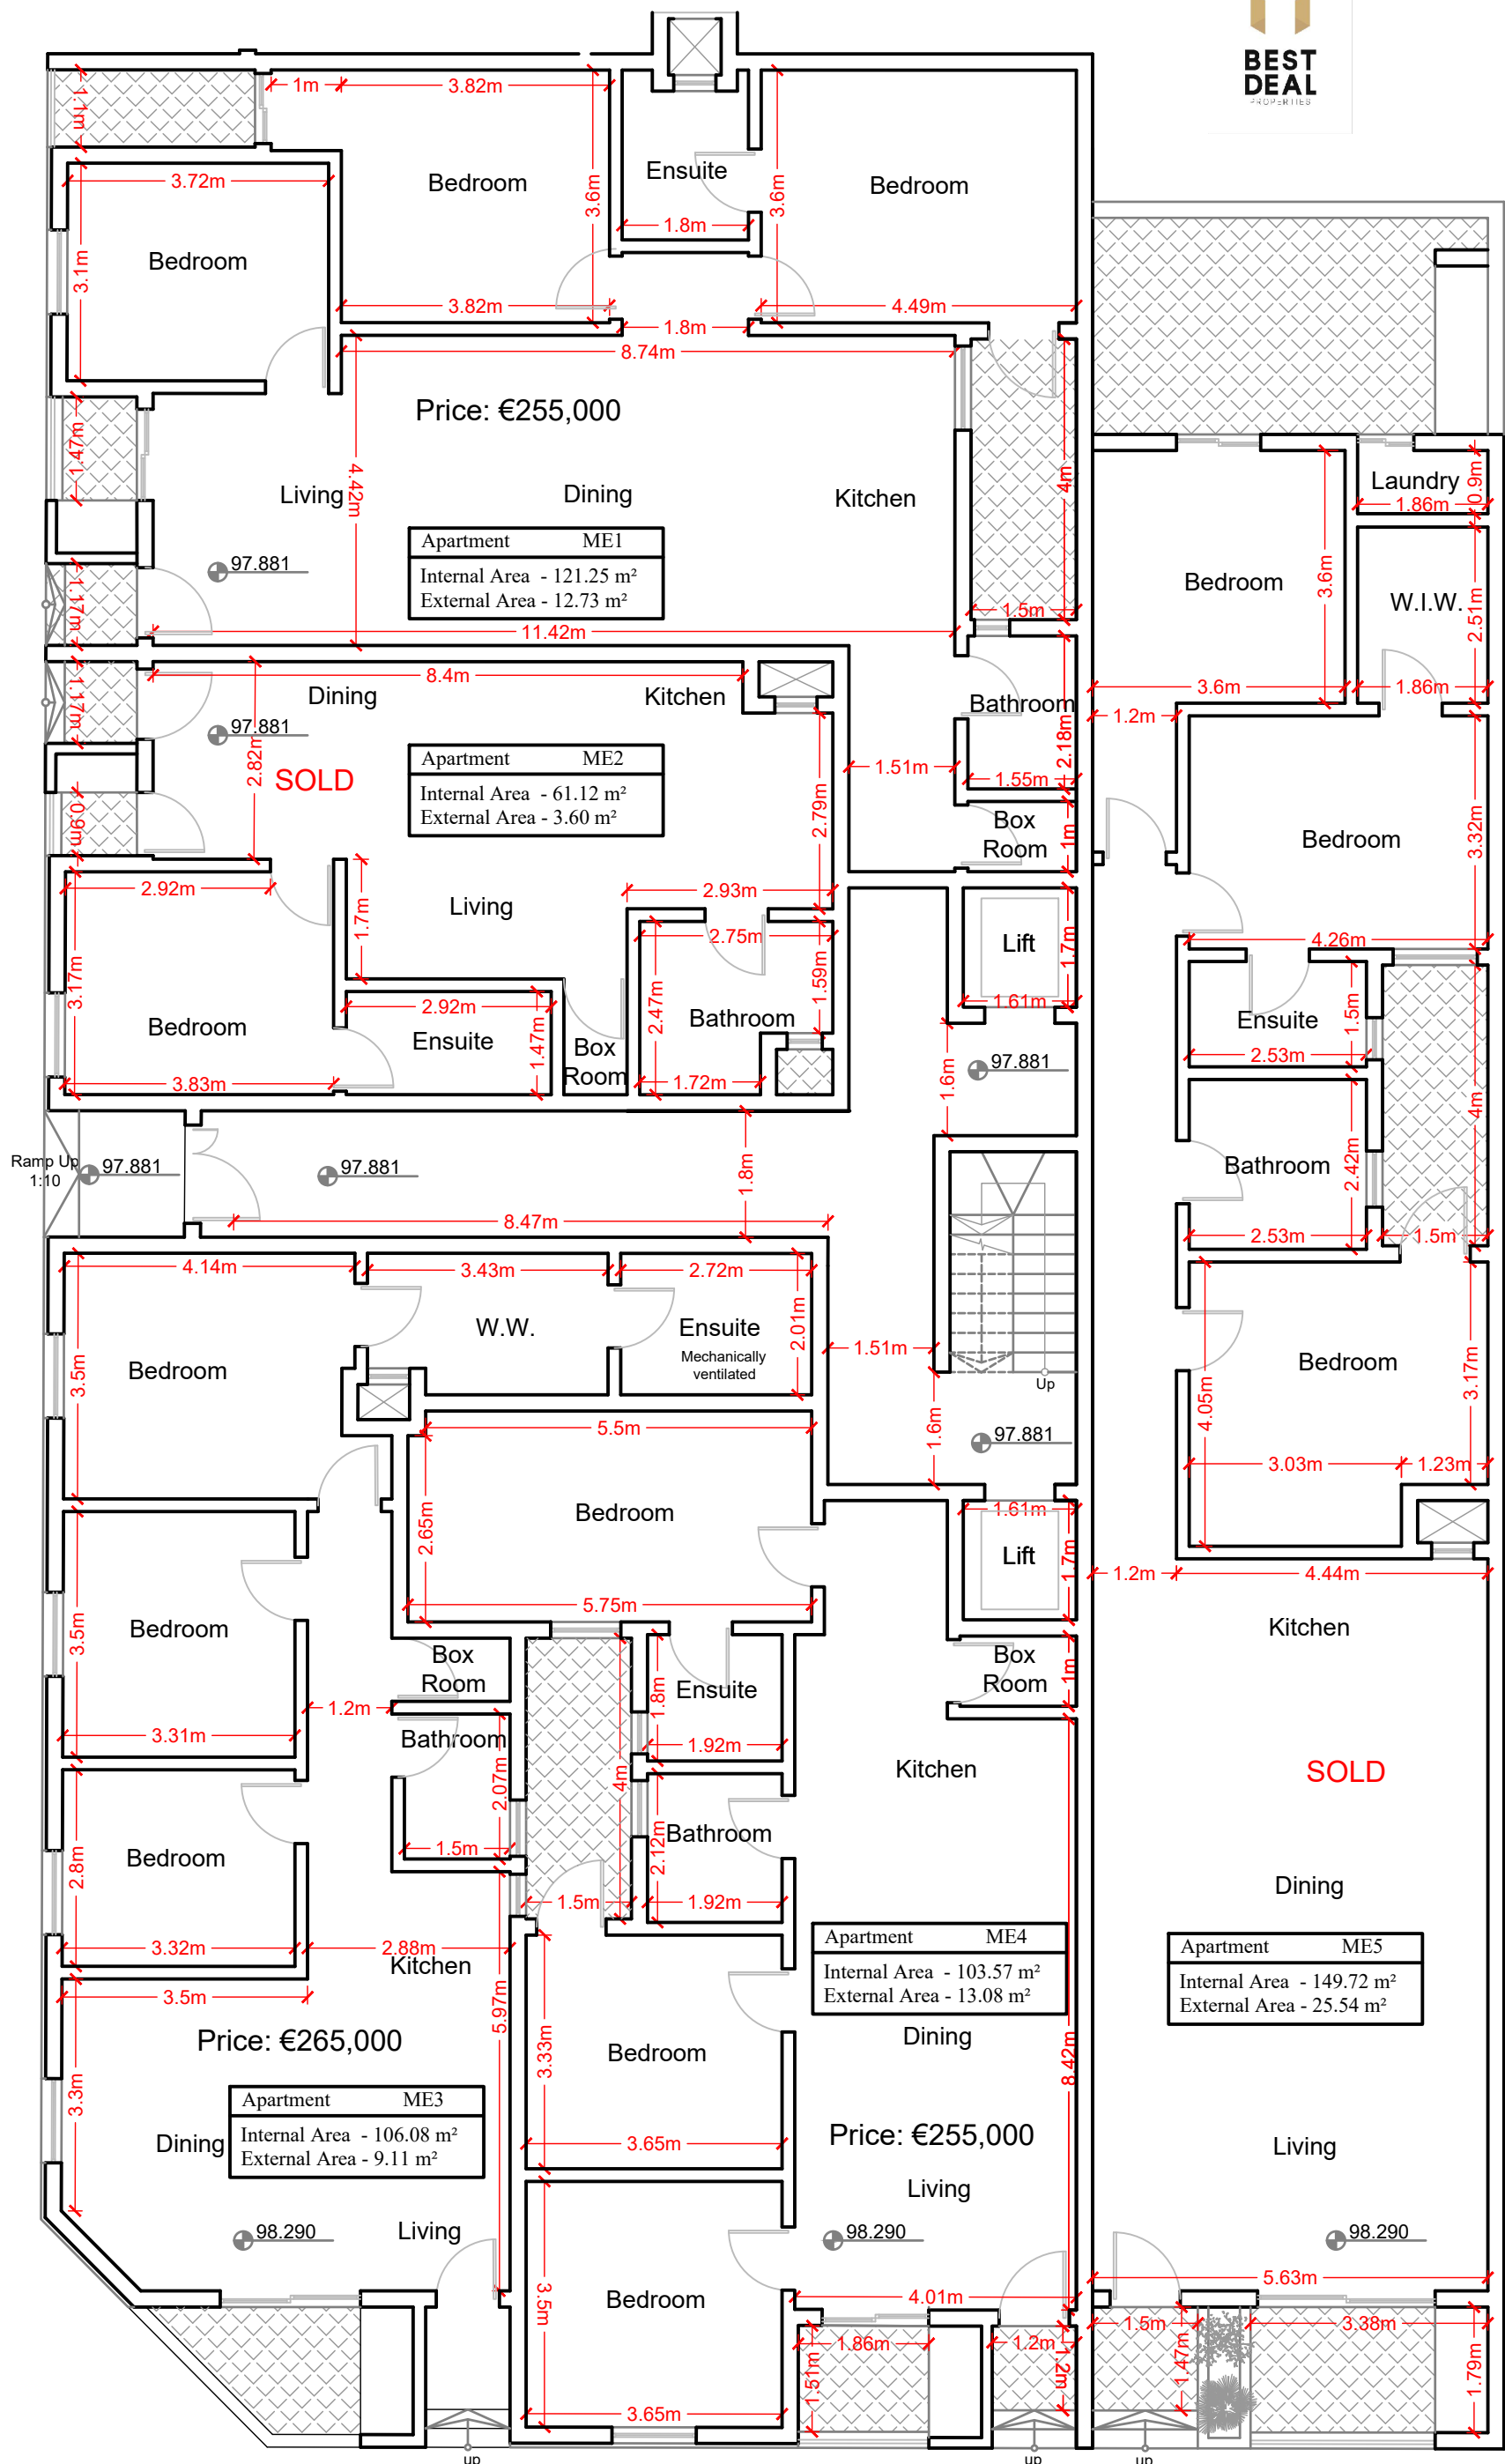 BEST
DEAL
PROPERTIES
1m
3.82m
1.1m
3.72m
Bedroom
3.6m
Ensuite
3.6m
Bedroom
1.8m
Bedroom
3.1m
3.82m
1.8m
4.49m
8.74m
Price: €255,000
1.47m
4.42m
Living
Dining
Kitchen
4m
Laundry
0.9m
1.86m
Apartment ME1
Internal Area - 121.25 m²
External Area - 12.73 m²
97.881
1.17m
1.5m
11.42m
Bedroom
3.6m
W.I.W.
2.51m
3.6m
1.86m
1.2m
8.4m
Dining
Kitchen
1.17m
97.881
2.82m
SOLD
Bathroom
2.18m
1.51m
1.55m
Apartment ME2
Internal Area - 61.12 m²
External Area - 3.60 m²
0.9m
2.79m
Box
Room
1m
Bedroom
3.32m
2.92m
2.93m
1.7m
Living
2.75m
Lift
1.7m
1.61m
4.26m
3.17m
2.92m
2.47m
1.59m
Bedroom
Ensuite
1.47m
Box
Room
Bathroom
3.83m
1.72m
1.6m
97.881
Ensuite
1.5m
2.53m
4m
Ramp Up
1:10
97.881
97.881
1.8m
8.47m
Bathroom
2.42m
2.53m
1.5m
4.14m
3.43m
2.72m
W.W.
Ensuite
Mechanically
ventilated
2.01m
1.51m
Up
Bedroom
3.5m
Bedroom
3.17m
4.05m
3.03m
1.23m
5.5m
1.6m
97.881
2.65m
Bedroom
1.61m
Lift
1.7m
1.2m
4.44m
5.75m
Kitchen
Bedroom
3.5m
Box
Room
1.2m
3.31m
1.8m
Ensuite
1.92m
Box
Room
1m
Bathroom
2.07m
1.5m
4m
Kitchen
SOLD
Bedroom
2.8m
2.12m
Bathroom
1.92m
1.5m
Dining
3.32m
2.88m
Kitchen
3.5m
Apartment ME4
Internal Area - 103.57 m²
External Area - 13.08 m²
Apartment ME5
Internal Area - 149.72 m²
External Area - 25.54 m²
5.97m
Price: €265,000
3.33m
Bedroom
Dining
8.42m
3.3m
Apartment ME3
Internal Area - 106.08 m²
External Area - 9.11 m²
Dining
3.65m
Price: €255,000
Living
Living
98.290
Living
98.290
98.290
3.5m
Bedroom
4.01m
5.63m
1.86m
1.51m
1.2m
1.2m
1.5m
1.47m
3.38m
1.79m
3.65m
up
up
up